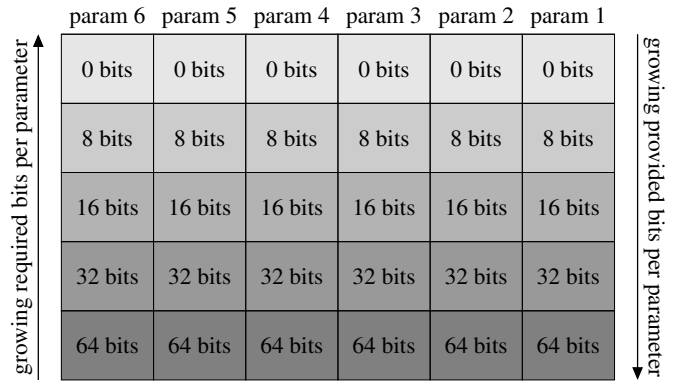 param 6 param 5 param 4 param 3 param 2 param 1
growing required bits per parameter
0 bits 0 bits 0 bits 0 bits 0 bits 0 bits
8 bits 8 bits 8 bits 8 bits 8 bits 8 bits
16 bits 16 bits 16 bits 16 bits 16 bits 16 bits
32 bits 32 bits 32 bits 32 bits 32 bits 32 bits
64 bits 64 bits 64 bits 64 bits 64 bits 64 bits
growing provided bits per parameter